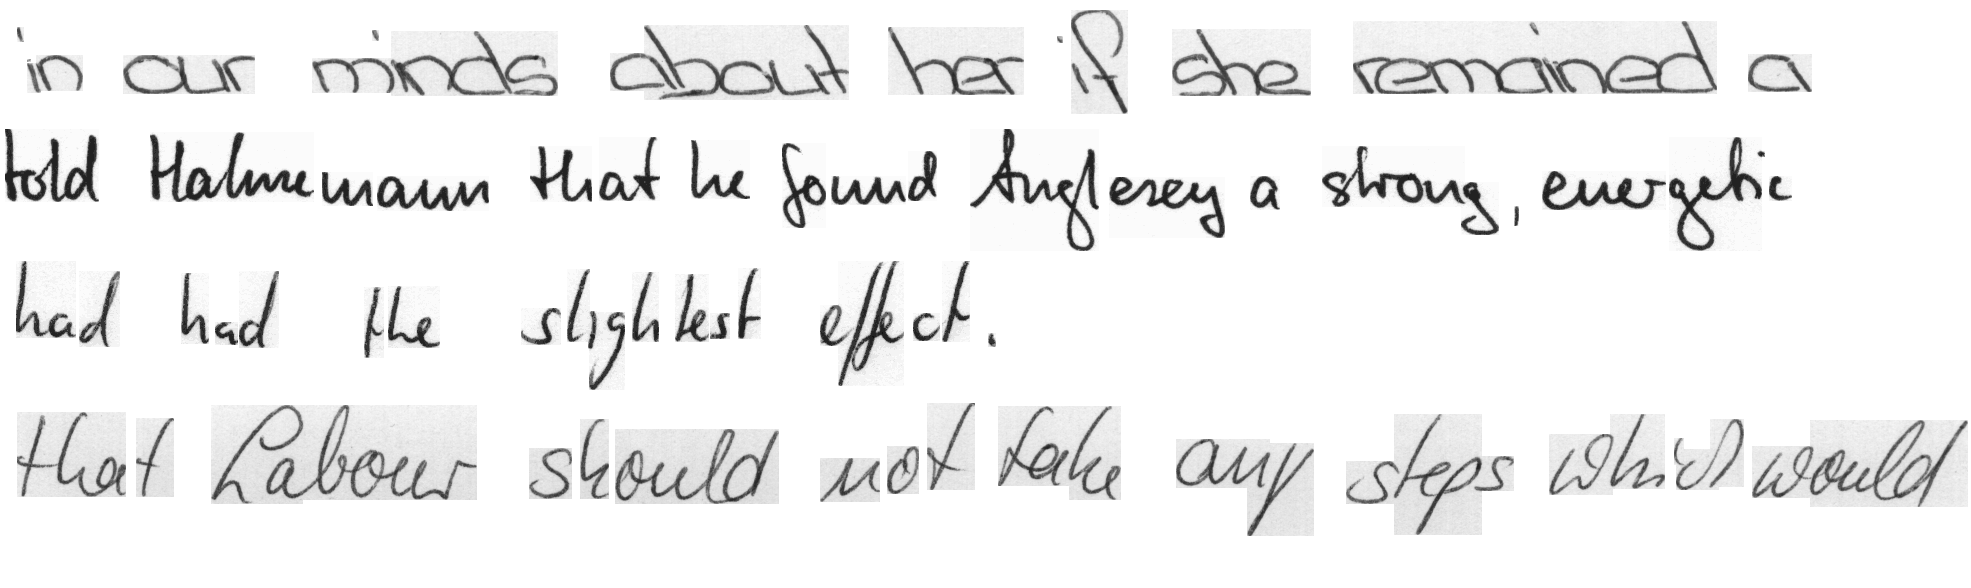 in our minds about her if she remained a
told Hahnemann that he found Anglesey a strong, energetic
had had the slightest effect.
that Labour should not take any steps which would